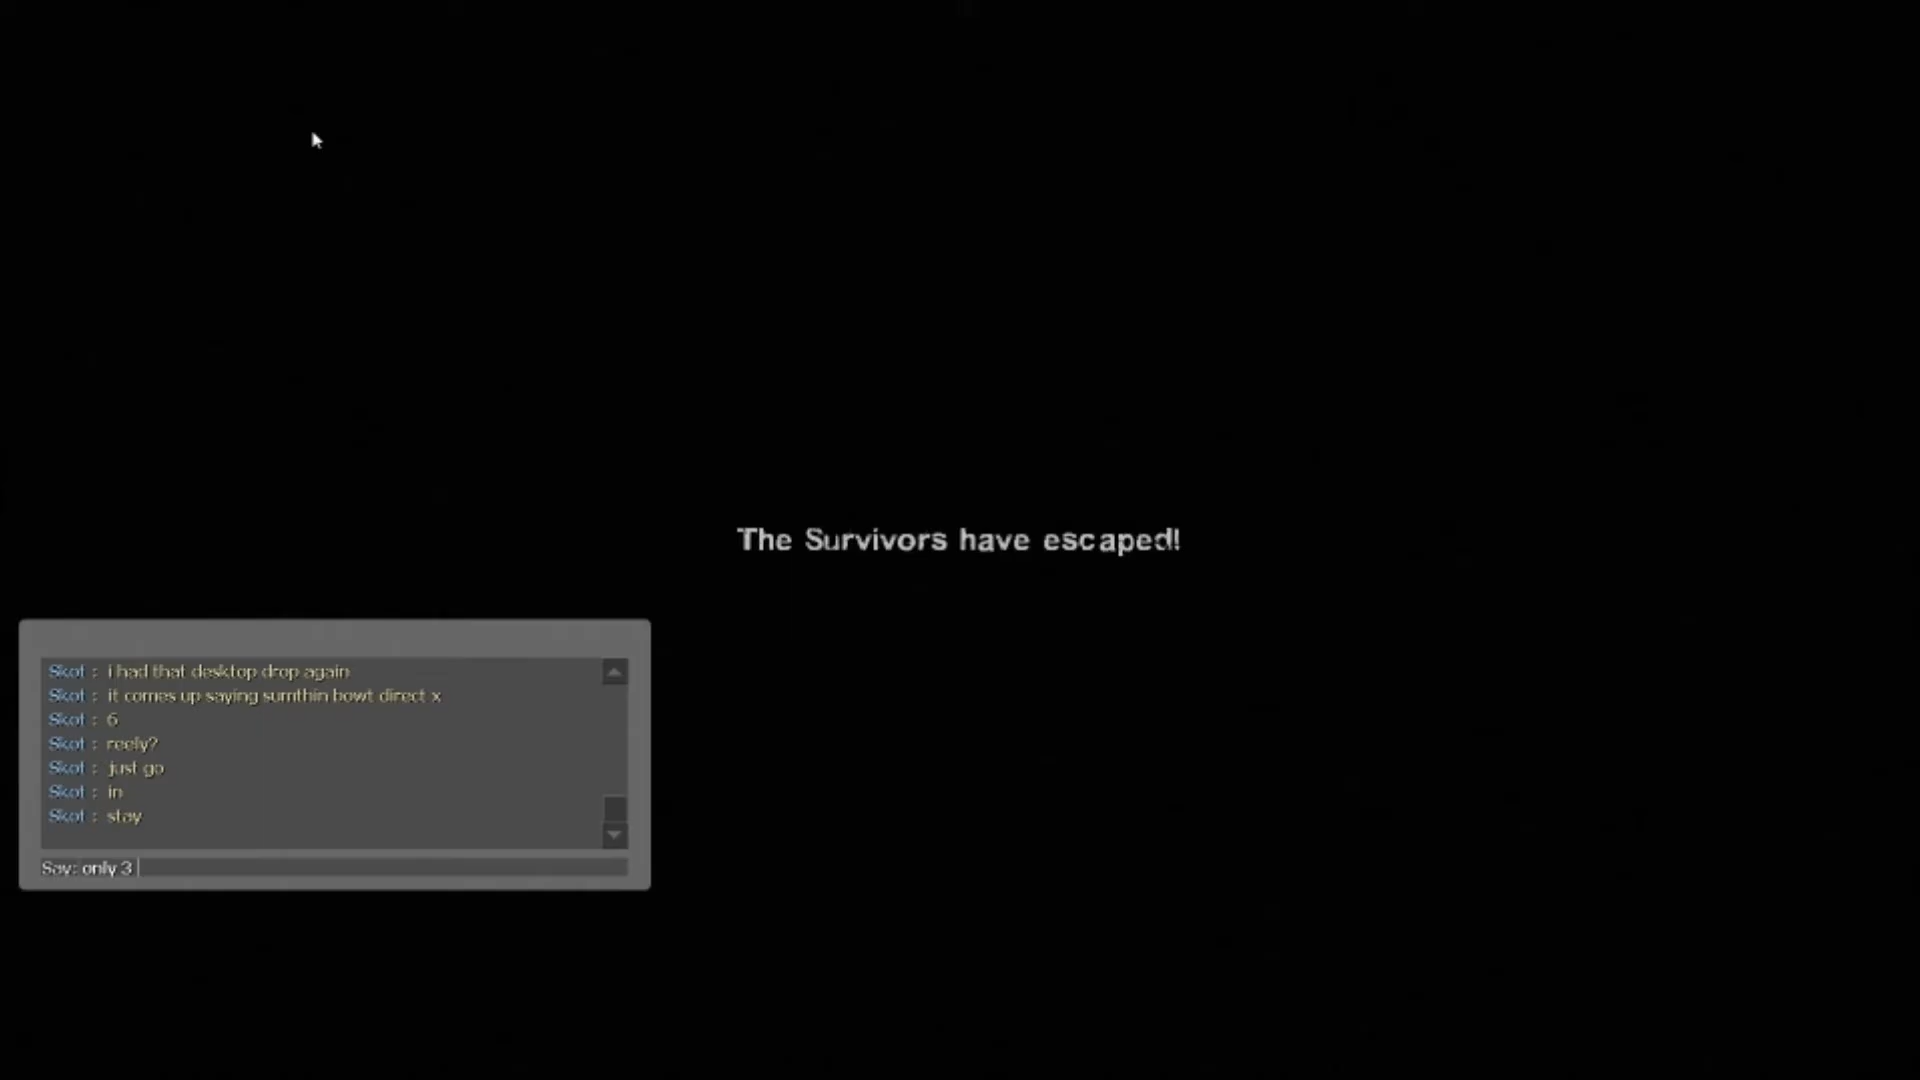 The Survivors have escaped!
Skot : i had that desktop drop again
Skot : it comes up saying sumthin bowt direct x
Skot : 6
Skot : reely?
Skot : just go
Skot : in
Skot : stay
Say: only 3